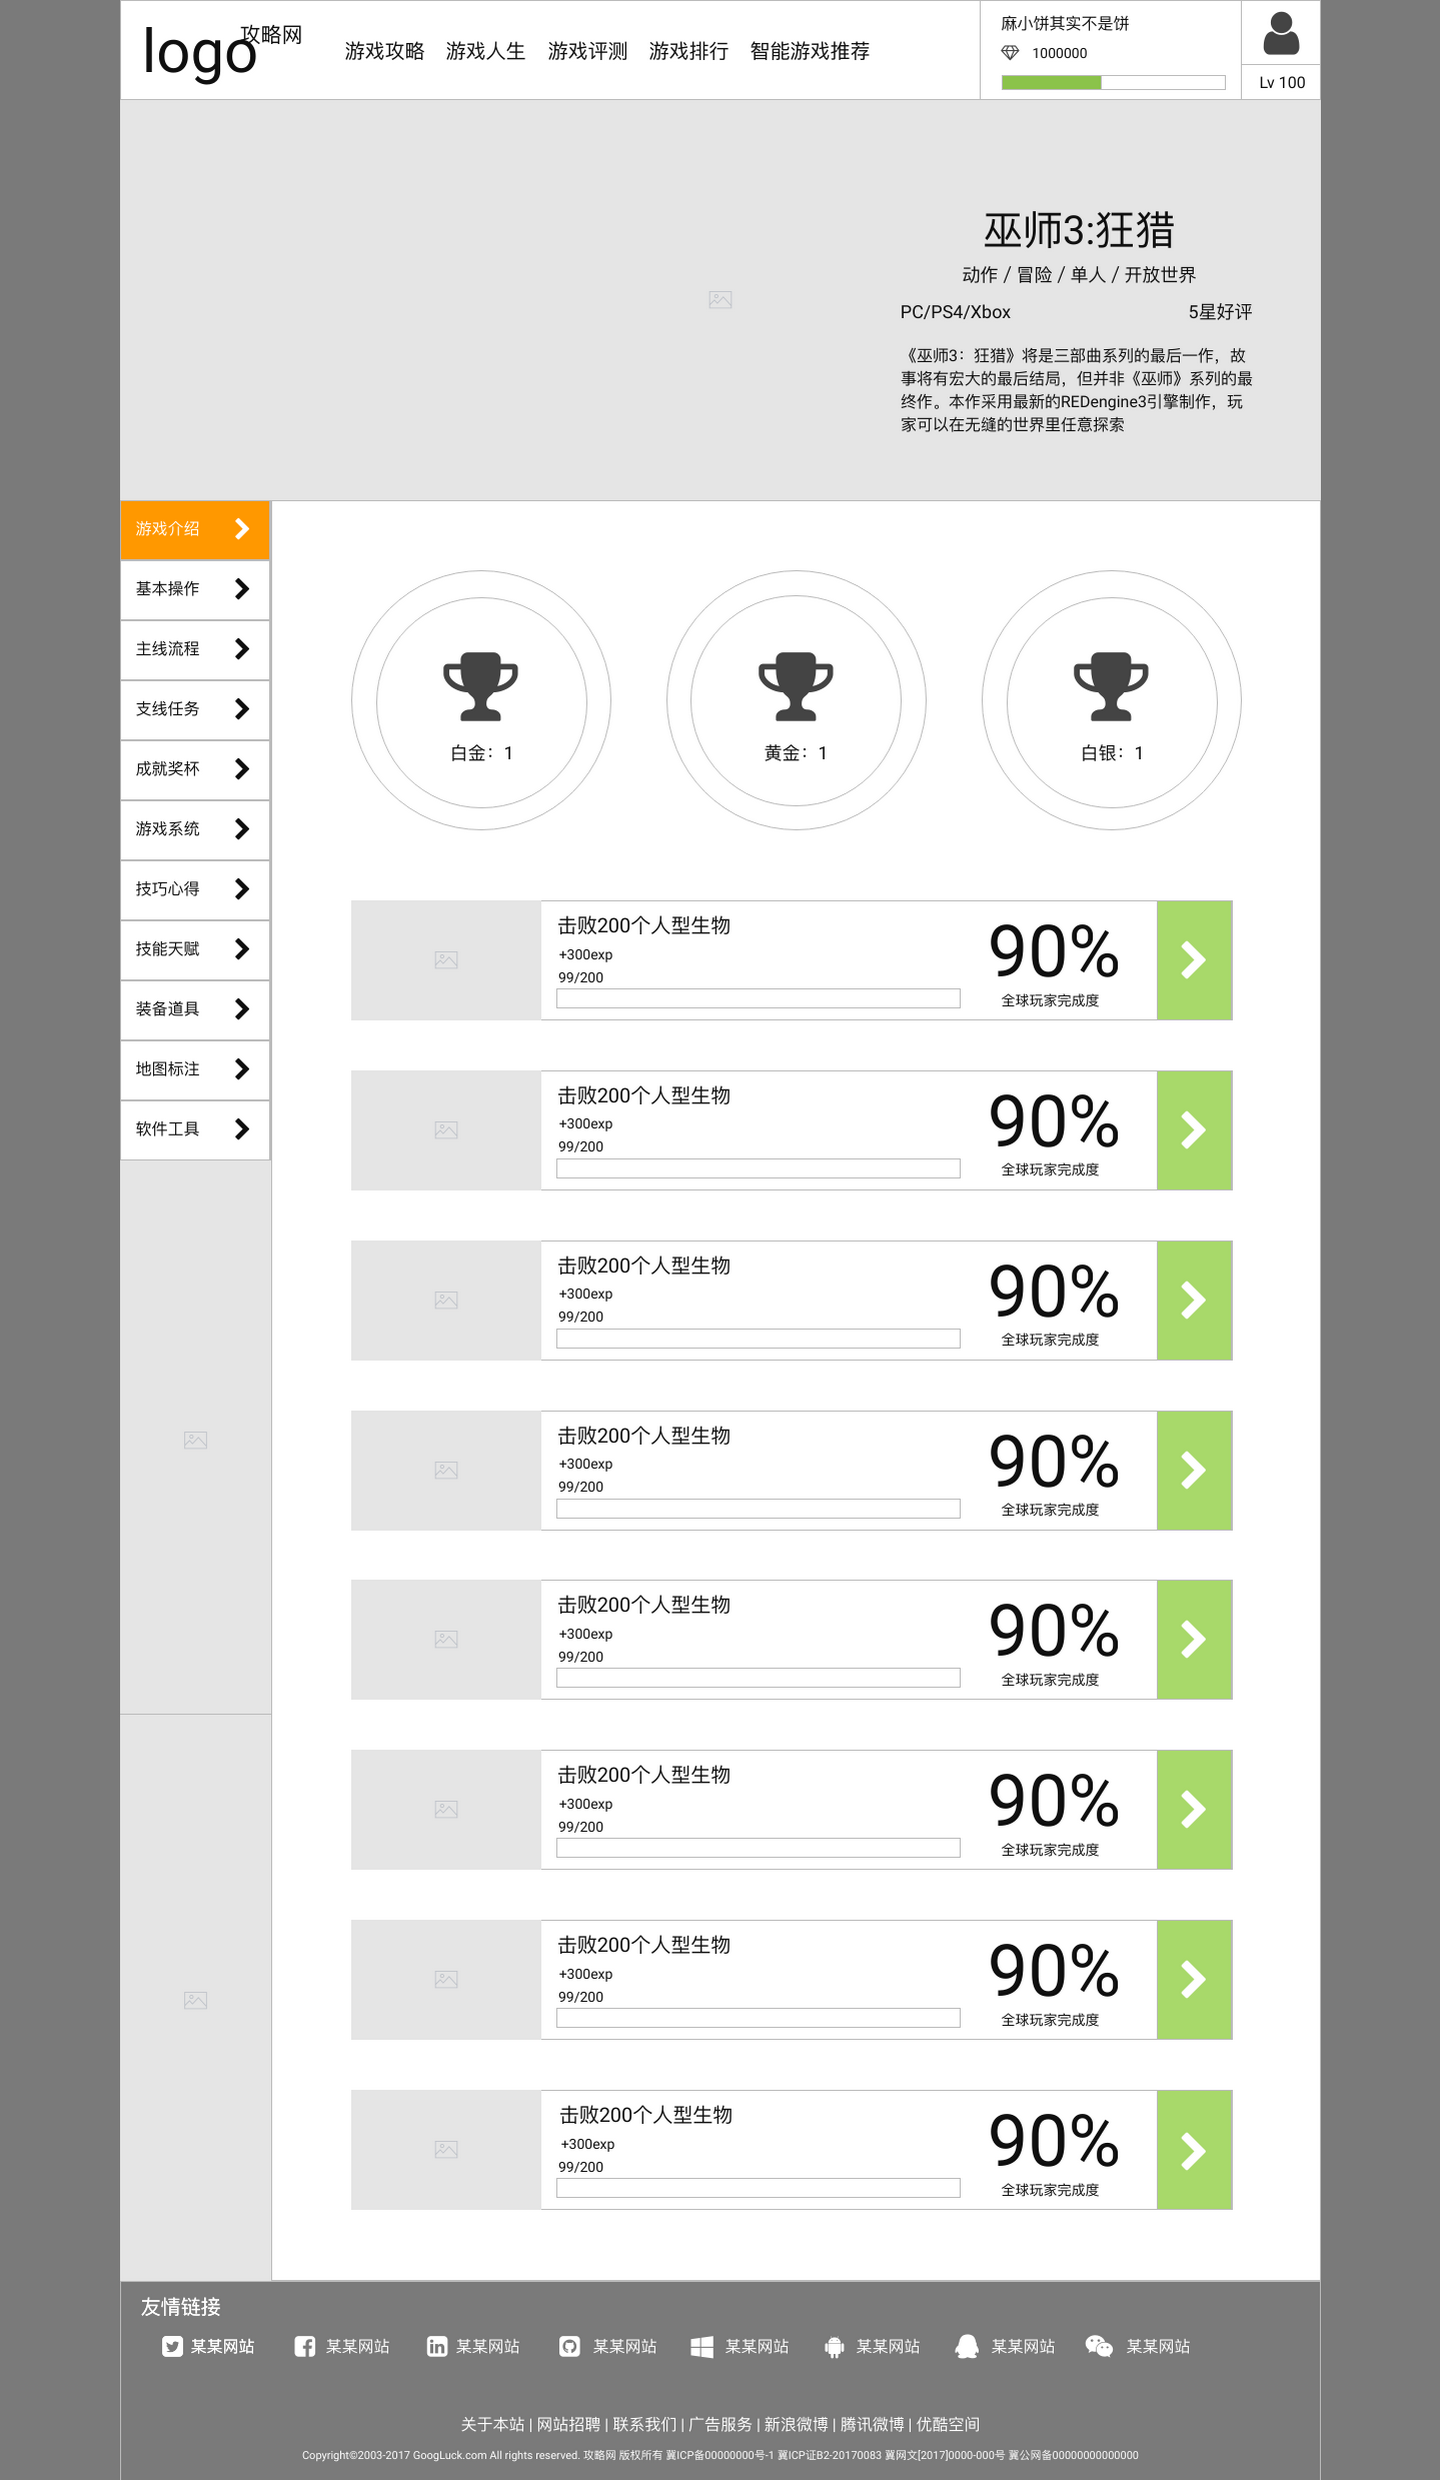 logo
攻略网
游戏攻略 游戏人生 游戏评测 游戏排行 智能游戏推荐
麻小饼其实不是饼
1000000
Lv 100
巫师3:狂猎
动作 / 冒险 / 单人 / 开放世界
PC/PS4/Xbox 5星好评
《巫师3：狂猎》将是三部曲系列的最后一作，故
事将有宏大的最后结局，但并非《巫师》系列的最
终作。本作采用最新的REDengine3引擎制作，玩
家可以在无缝的世界里任意探索
游戏介绍
基本操作
主线流程
支线任务
成就奖杯
游戏系统
技巧心得
技能天赋
装备道具
地图标注
软件工具
白金：1
黄金：1
白银：1
击败200个人型生物
+300exp
99/200
90%
全球玩家完成度
击败200个人型生物
+300exp
99/200
90%
全球玩家完成度
击败200个人型生物
+300exp
99/200
90%
全球玩家完成度
击败200个人型生物
+300exp
99/200
90%
全球玩家完成度
击败200个人型生物
+300exp
99/200
90%
全球玩家完成度
击败200个人型生物
+300exp
99/200
90%
全球玩家完成度
击败200个人型生物
+300exp
99/200
90%
全球玩家完成度
击败200个人型生物
+300exp
99/200
90%
全球玩家完成度
友情链接
某某网站 某某网站 某某网站 某某网站 某某网站 某某网站 某某网站 某某网站
关于本站 | 网站招聘 | 联系我们 | 广告服务 | 新浪微博 | 腾讯微博 | 优酷空间
Copyright©2003-2017 GoogLuck.com All rights reserved. 攻略网 版权所有 冀ICP备00000000号-1 冀ICP证B2-20170083 冀网文[2017]0000-000号 冀公网备00000000000000